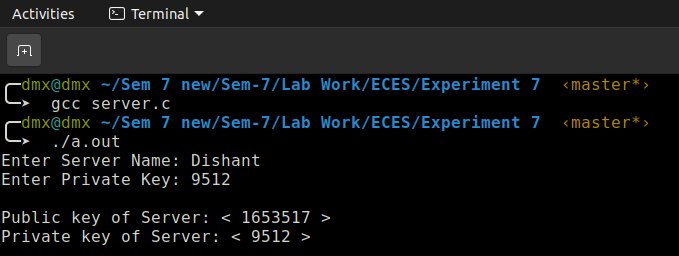 Activities Terminal
dmx@dmx ~/Sem 7 new/Sem-7/Lab Work/ECES/Experiment 7 ‹master*›
➤ gcc server.c
dmx@dmx ~/Sem 7 new/Sem-7/Lab Work/ECES/Experiment 7 ‹master*›
➤ ./a.out
Enter Server Name: Dishant
Enter Private Key: 9512
Public key of Server: < 1653517 >
Private key of Server: < 9512 >